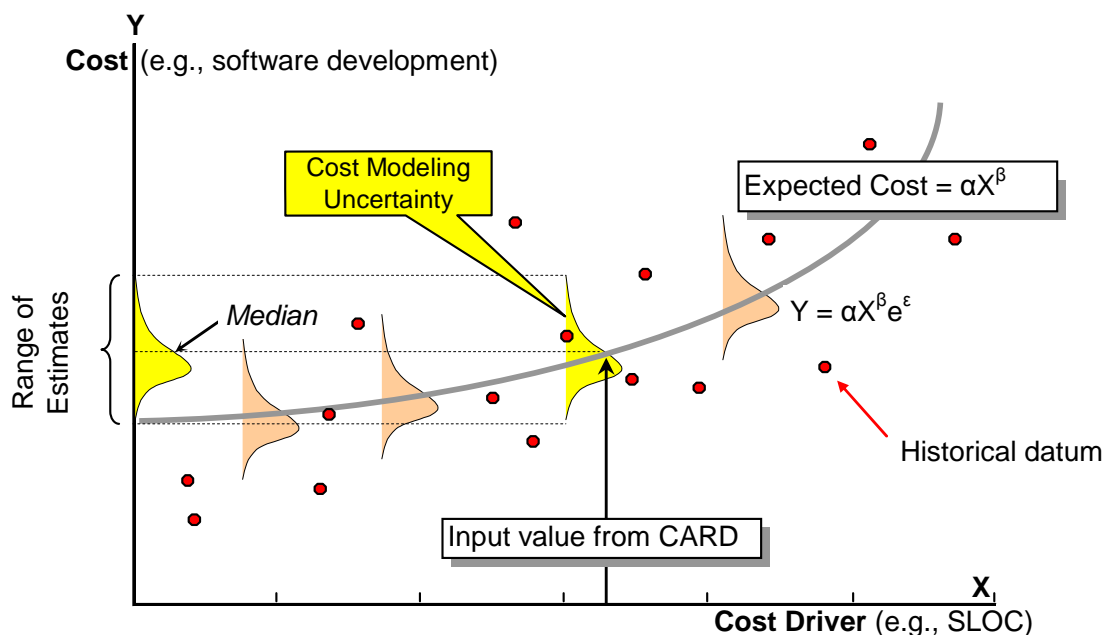 Y
Cost (e.g., software development)
Cost Modeling
Uncertainty
Expected Cost = αX^β
Range of
Estimates
Median
Y = αX^βe^ε
Historical datum
Input value from CARD
X
Cost Driver (e.g., SLOC)